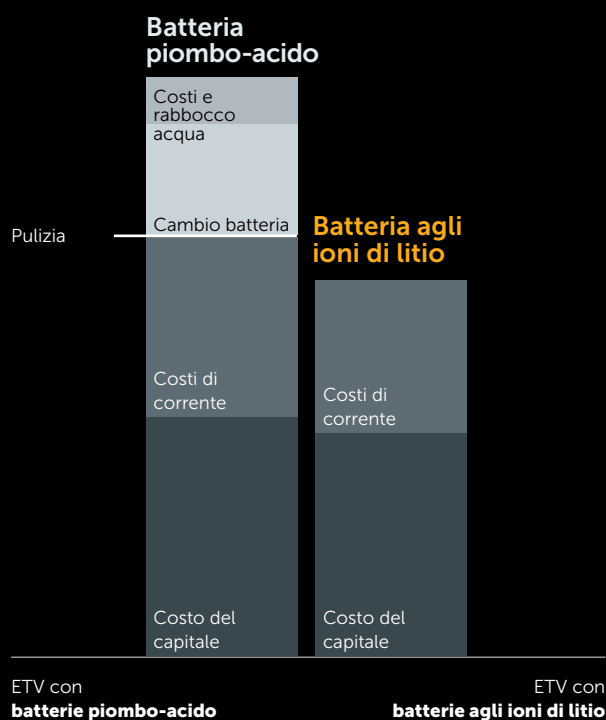 Batteria
piombo-acido
Costi e
rabbocco
acqua
Cambio batteria
Pulizia
Batteria agli
ioni di litio
Costi di
corrente
Costi di
corrente
Costo del
capitale
Costo del
capitale
ETV con
batterie piombo-acido
ETV con
batterie agli ioni di litio